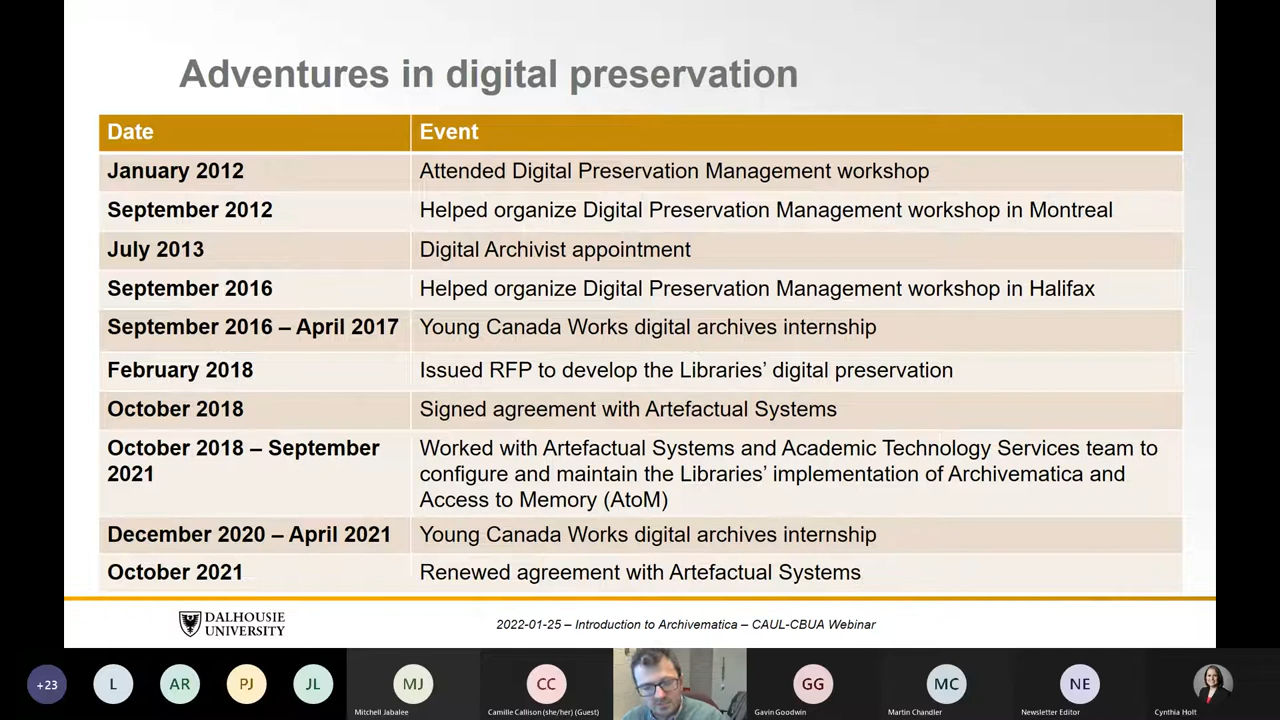 Adventures in digital preservation
Date Event
January 2012 Attended Digital Preservation Management workshop
September 2012 Helped organize Digital Preservation Management workshop in Montreal
July 2013 Digital Archivist appointment
September 2016 Helped organize Digital Preservation Management workshop in Halifax
September 2016 – April 2017 Young Canada Works digital archives internship
February 2018 Issued RFP to develop the Libraries’ digital preservation
October 2018 Signed agreement with Artefactual Systems
October 2018 – September
2021
Worked with Artefactual Systems and Academic Technology Services team to
configure and maintain the Libraries’ implementation of Archivematica and
Access to Memory (AtoM)
December 2020 – April 2021 Young Canada Works digital archives internship
October 2021 Renewed agreement with Artefactual Systems
DALHOUSIE
UNIVERSITY
2022-01-25 – Introduction to Archivematica – CAUL-CBUA Webinar
+23 L AR PJ JL MJ CC GG MC NE
Mitchell Jabalee Camille Callison (she/her) (Guest) Gavin Goodwin Martin Chandler Newsletter Editor Cynthia Holt